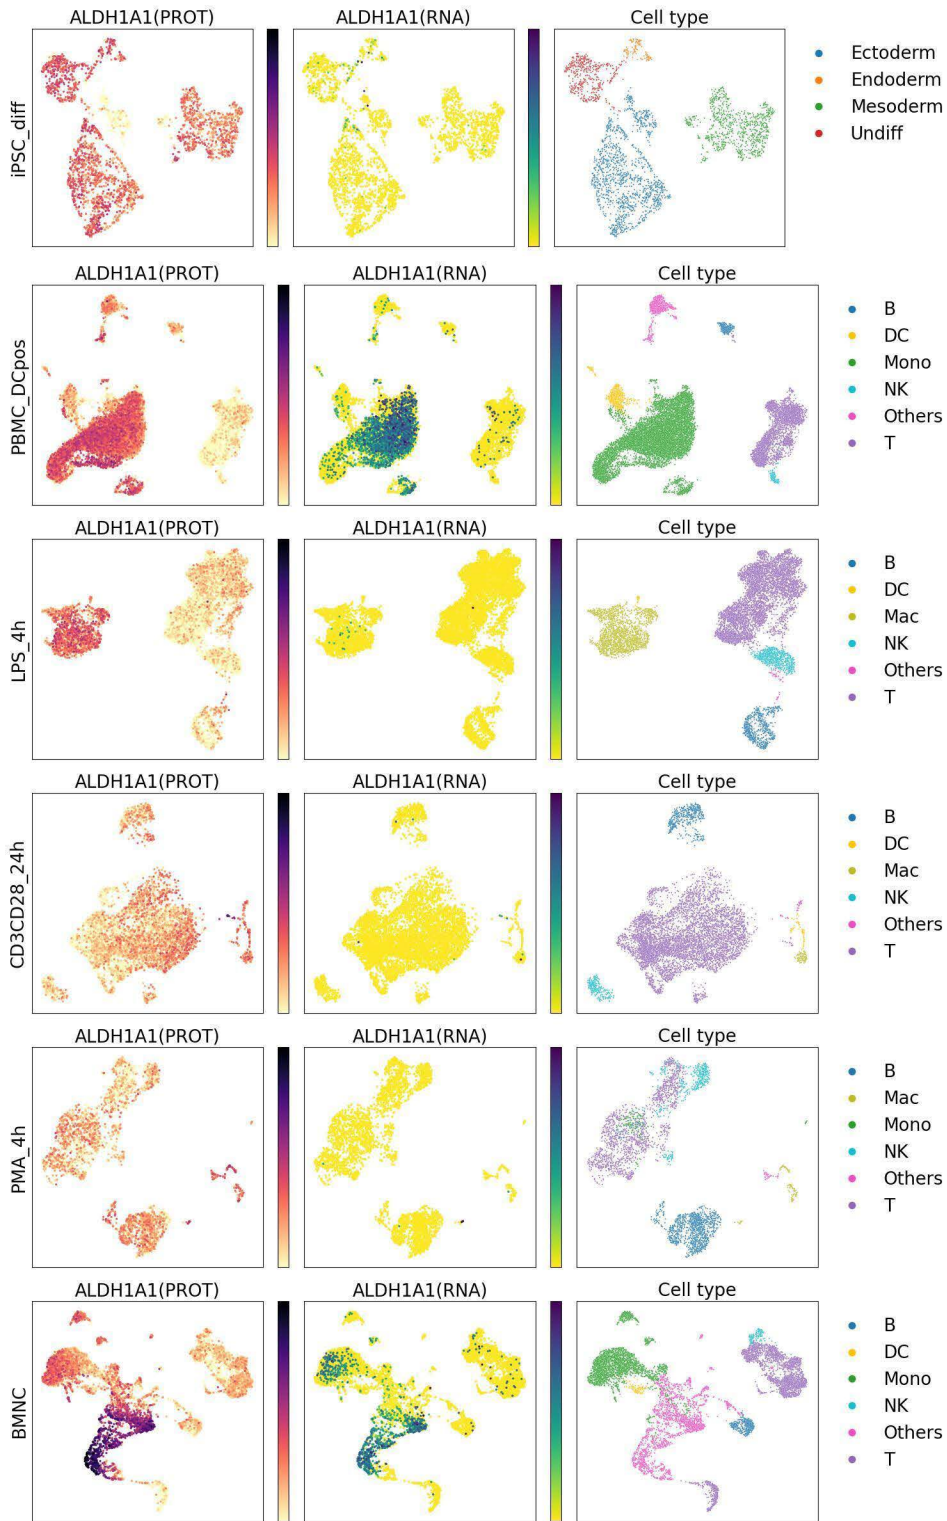 ALDH1A1(PROT) ALDH1A1(RNA) Cell type
iPSC_diff
Ectoderm
Endoderm
Mesoderm
Undiff
ALDH1A1(PROT) ALDH1A1(RNA) Cell type
PBMC_DCpos
B
DC
Mono
NK
Others
T
ALDH1A1(PROT) ALDH1A1(RNA) Cell type
LPS_4h
B
DC
Mac
NK
Others
T
ALDH1A1(PROT) ALDH1A1(RNA) Cell type
CD3CD28_24h
B
DC
Mac
NK
Others
T
ALDH1A1(PROT) ALDH1A1(RNA) Cell type
PMA_4h
B
Mac
Mono
NK
Others
T
ALDH1A1(PROT) ALDH1A1(RNA) Cell type
BMNC
B
DC
Mono
NK
Others
T